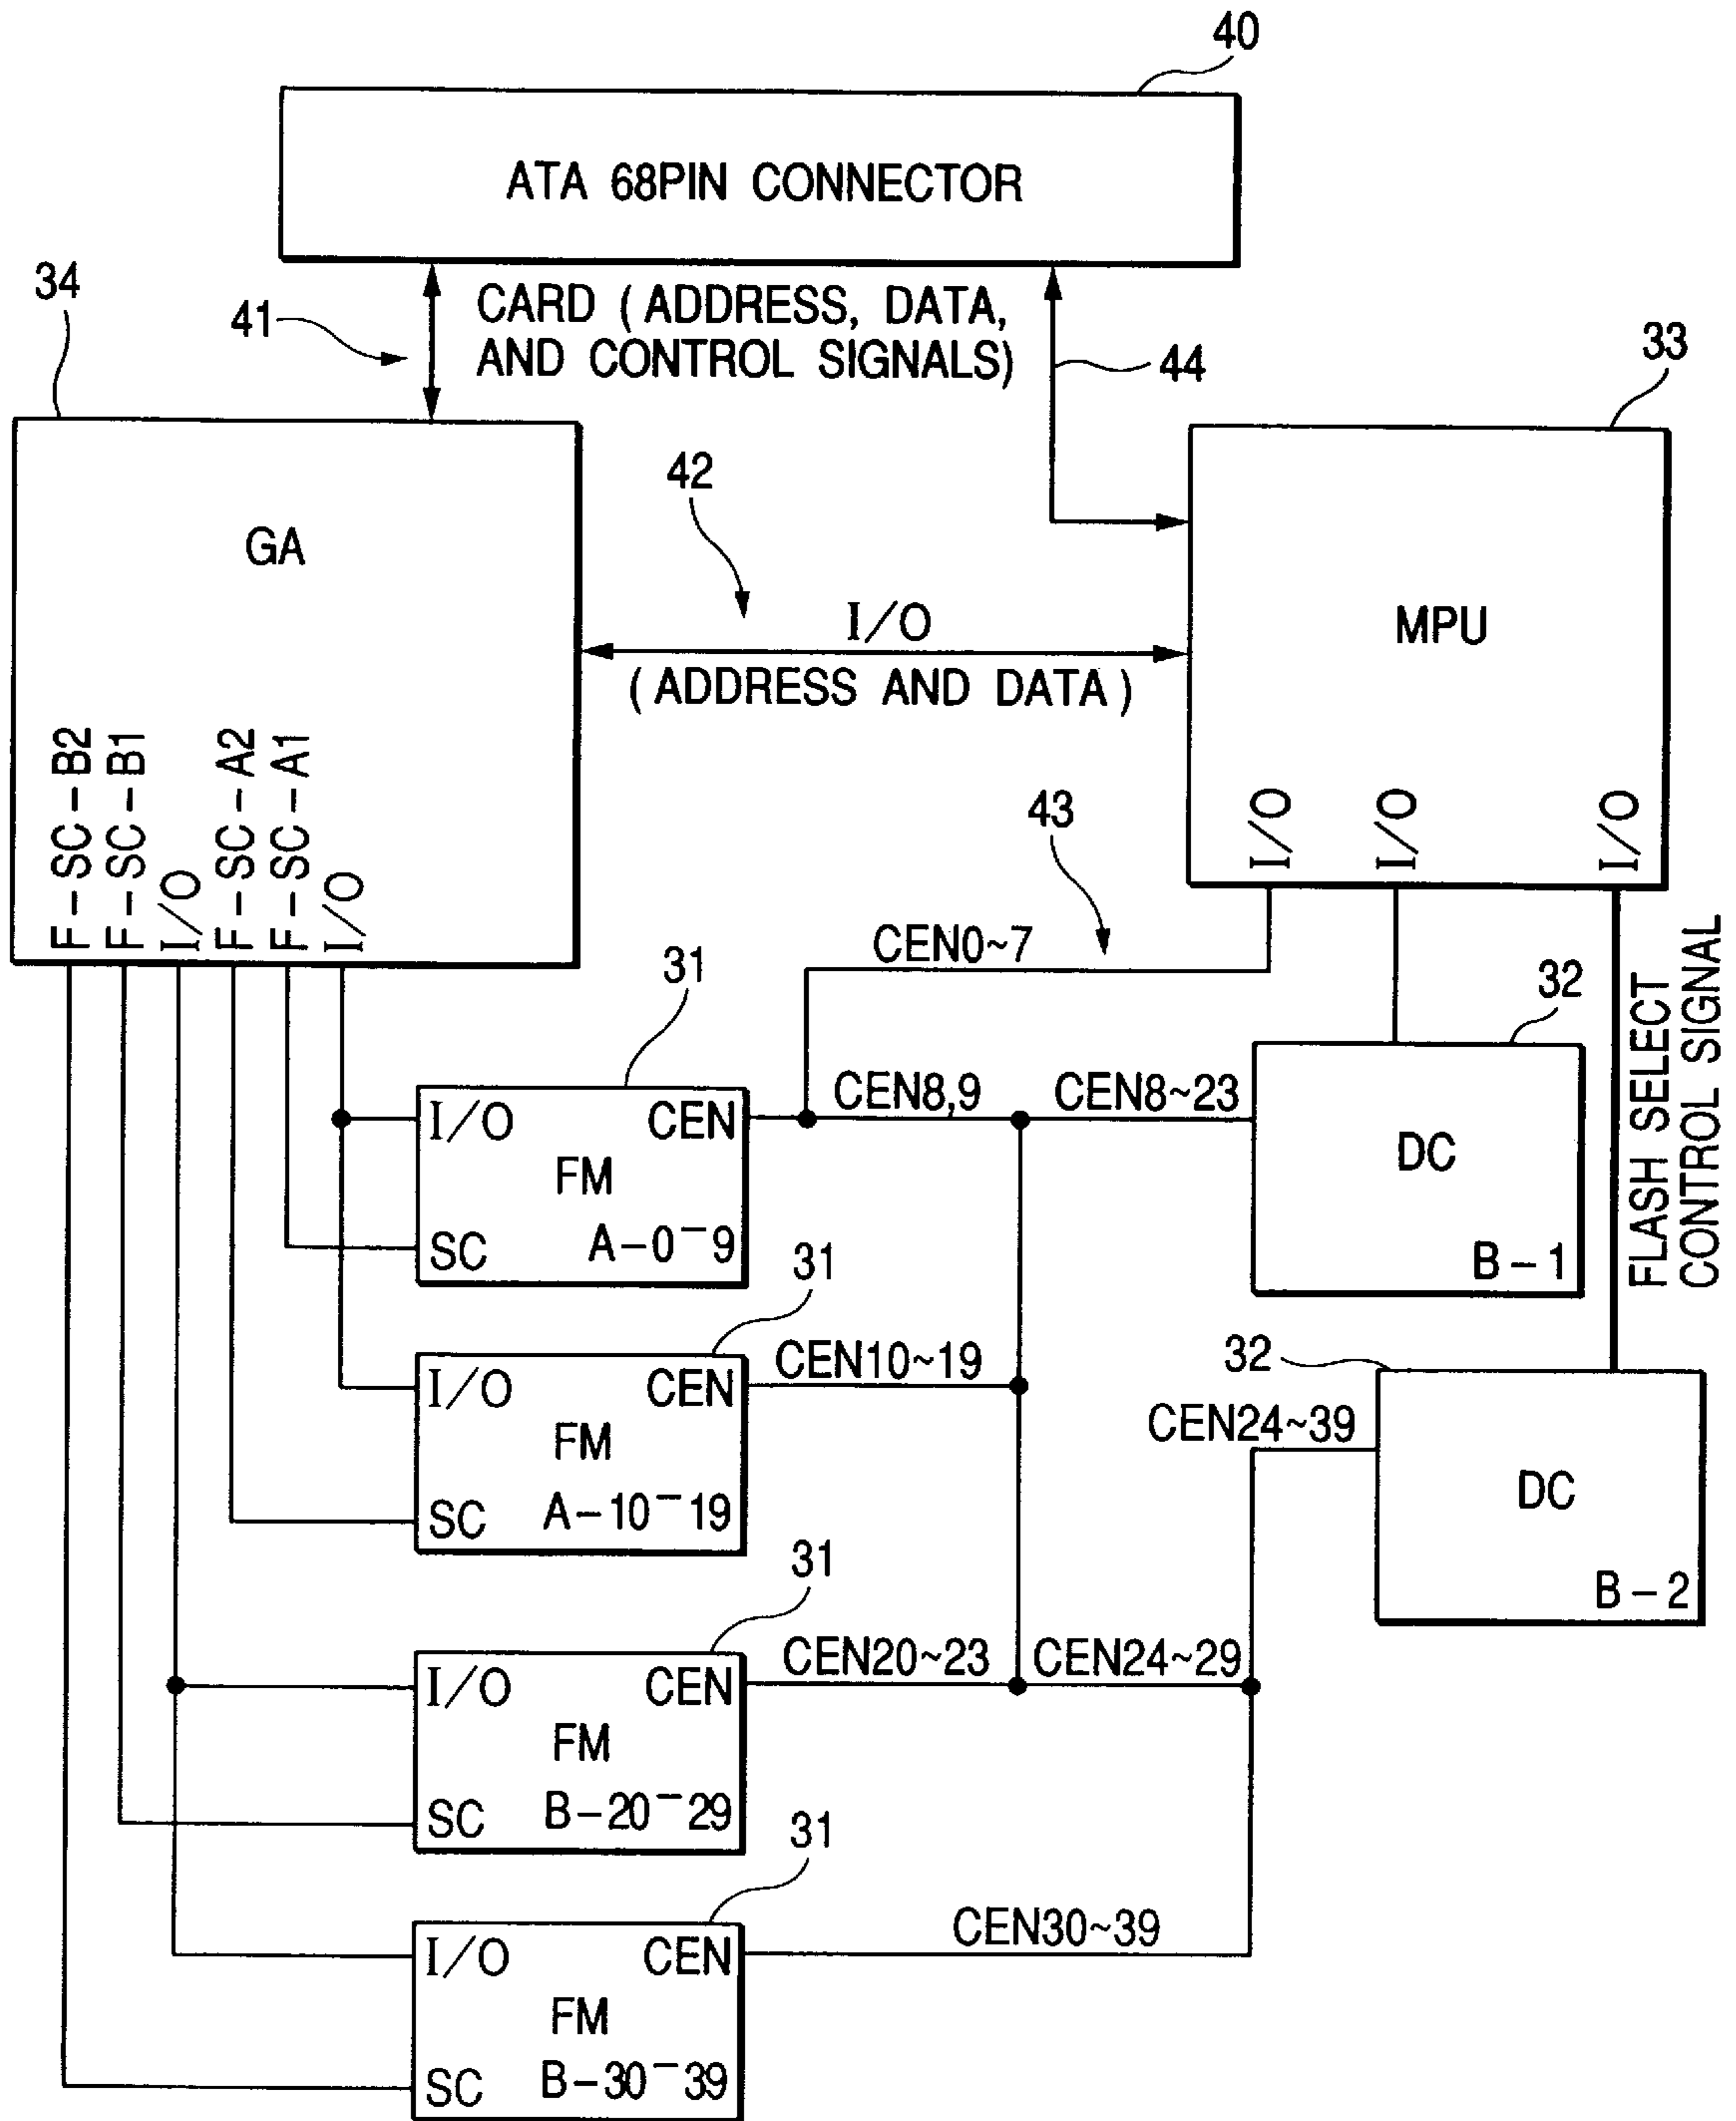 40
ATA 68PIN CONNECTOR
34
41
CARD (ADDRESS, DATA,
AND CONTROL SIGNALS)
44
33
42
GA
I/O
(ADDRESS AND DATA)
MPU
F-SC-B2
F-SC-B1
I/O
F-SC-A2
F-SC-A1
I/O
I/O
I/O
I/O
43
CEN0~7
FLASH SELECT
CONTROL SIGNAL
31
32
I/O
CEN
FM
SC
A-0‾9
CEN8,9
CEN8~23
DC
B-1
31
I/O
CEN
FM
SC
A-10‾19
CEN10~19
32
CEN24~39
DC
B-2
31
I/O
CEN
FM
SC
B-20‾29
CEN20~23
CEN24~29
31
I/O
CEN
FM
SC
B-30‾39
CEN30~39